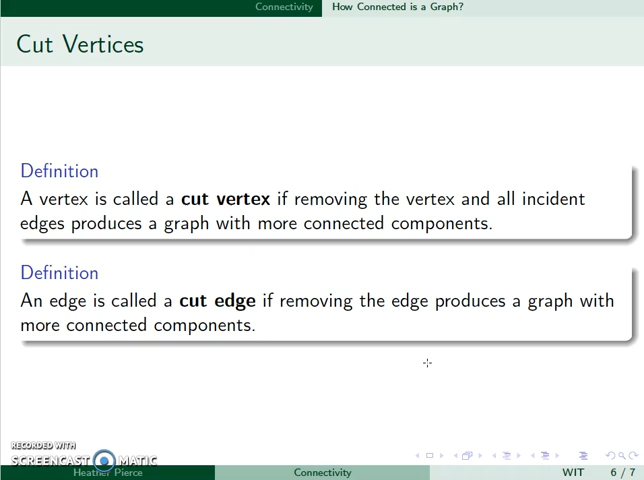 Connectivity How Connected is a Graph?
Cut Vertices
Definition
A vertex is called a cut vertex if removing the vertex and all incident
edges produces a graph with more connected components.
Definition
An edge is called a cut edge if removing the edge produces a graph with
more connected components.
RECORDED WITH
SCREENCAST MATIC
Heather Pierce Connectivity WIT 6 / 7